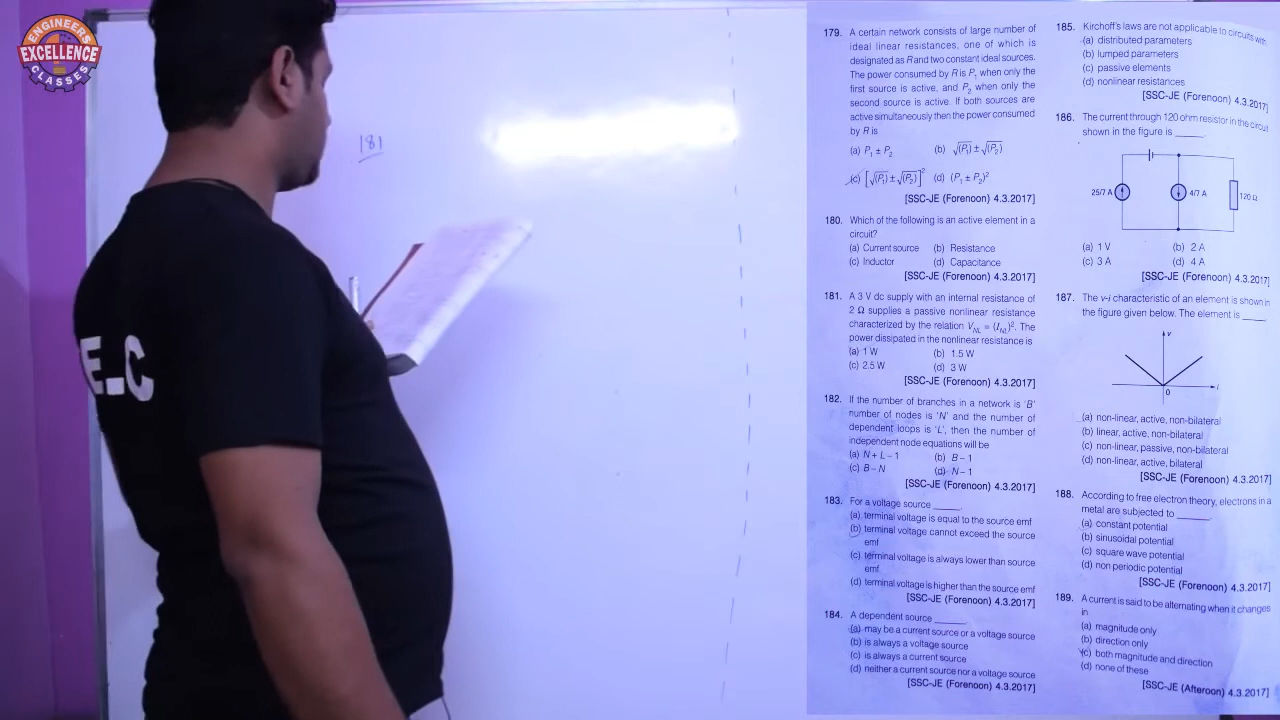 ENGINEERS
EXCELLENCE
CLASSES
181
E_C
179. A certain network consists of large number of
ideal linear resistances, one of which is
designated as R and two constant ideal sources.
The power consumed by R is P₁ when only the
first source is active, and P₂ when only the
second source is active. If both sources are
active simultaneously then the power consumed
by R is
(a) P₁ ± P₂ (b) √(P₁) ± √(P₂)
(c) [√(P₁) ± √(P₂)]² (d) (P₁ ± P₂)²
[SSC-JE (Forenoon) 4.3.2017]
180. Which of the following is an active element in a
circuit?
(a) Current source (b) Resistance
(c) Inductor (d) Capacitance
[SSC-JE (Forenoon) 4.3.2017]
181. A 3 V dc supply with an internal resistance of
2 Ω supplies a passive nonlinear resistance
characterized by the relation V_NL = (I_NL)². The
power dissipated in the nonlinear resistance is
(a) 1 W (b) 1.5 W
(c) 2.5 W (d) 3 W
[SSC-JE (Forenoon) 4.3.2017]
182. If the number of branches in a network is 'B'
number of nodes is 'N' and the number of
dependent loops is 'L', then the number of
independent node equations will be
(a) N + L – 1 (b) B – 1
(c) B – N (d) N – 1
[SSC-JE (Forenoon) 4.3.2017]
183. For a voltage source _____.
(a) terminal voltage is equal to the source emf
(b) terminal voltage cannot exceed the source
emf
(c) terminal voltage is always lower than source
emf
(d) terminal voltage is higher than the source emf
[SSC-JE (Forenoon) 4.3.2017]
184. A dependent source ______
(a) may be a current source or a voltage source
(b) is always a voltage source
(c) is always a current source
(d) neither a current source nor a voltage source
[SSC-JE (Forenoon) 4.3.2017]
185. Kirchoff's laws are not applicable to circuits with
(a) distributed parameters
(b) lumped parameters
(c) passive elements
(d) nonlinear resistances
[SSC-JE (Forenoon) 4.3.2017]
186. The current through 120 ohm resistor in the circuit
shown in the figure is _____.
25/7 A 4/7 A 120 Ω
(a) 1 V (b) 2 A
(c) 3 A (d) 4 A
[SSC-JE (Forenoon) 4.3.2017]
187. The v-i characteristic of an element is shown in
the figure given below. The element is ____
v
i
0
(a) non-linear, active, non-bilateral
(b) linear, active, non-bilateral
(c) non-linear, passive, non-bilateral
(d) non-linear, active, bilateral
[SSC-JE (Forenoon) 4.3.2017]
188. According to free electron theory, electrons in a
metal are subjected to ______.
(a) constant potential
(b) sinusoidal potential
(c) square wave potential
(d) non periodic potential
[SSC-JE (Forenoon) 4.3.2017]
189. A current is said to be alternating when it changes
in
(a) magnitude only
(b) direction only
(c) both magnitude and direction
(d) none of these
[SSC-JE (Afteroon) 4.3.2017]